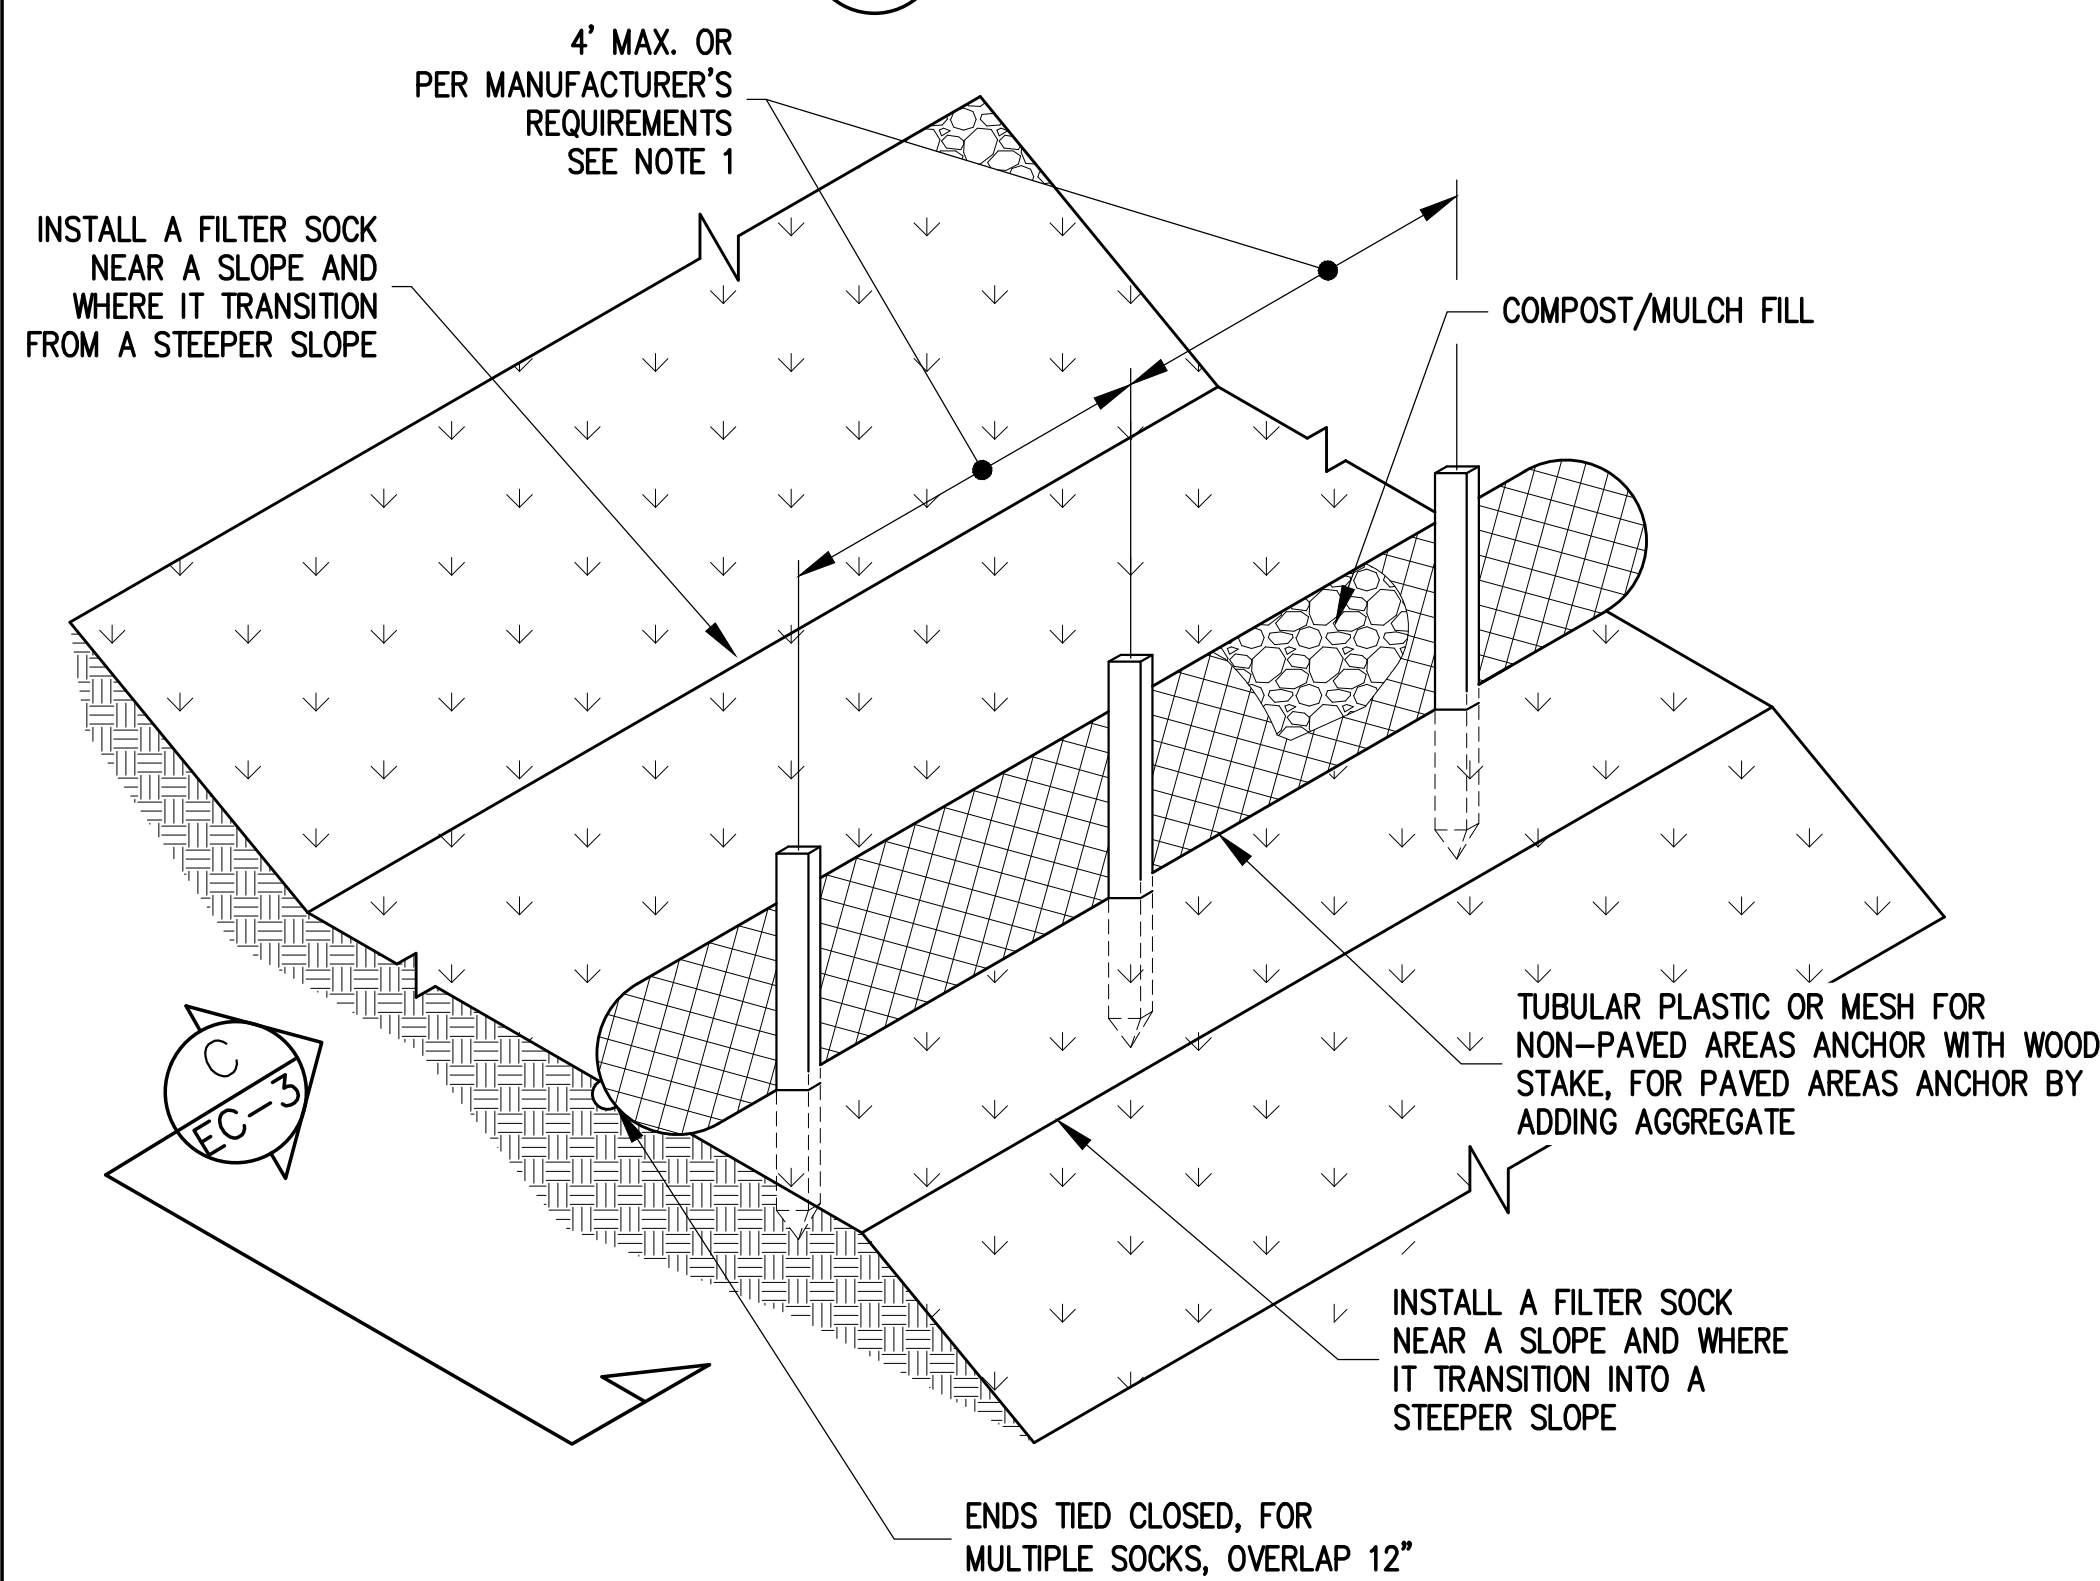 4' MAX. OR
PER MANUFACTURER'S
REQUIREMENTS
SEE NOTE 1
INSTALL A FILTER SOCK
NEAR A SLOPE AND
WHERE IT TRANSITION
FROM A STEEPER SLOPE
COMPOST/MULCH FILL
TUBULAR PLASTIC OR MESH FOR
NON-PAVED AREAS ANCHOR WITH WOOD
STAKE, FOR PAVED AREAS ANCHOR BY
ADDING AGGREGATE
C
EC-3
INSTALL A FILTER SOCK
NEAR A SLOPE AND WHERE
IT TRANSITION INTO A
STEEPER SLOPE
ENDS TIED CLOSED, FOR
MULTIPLE SOCKS, OVERLAP 12"